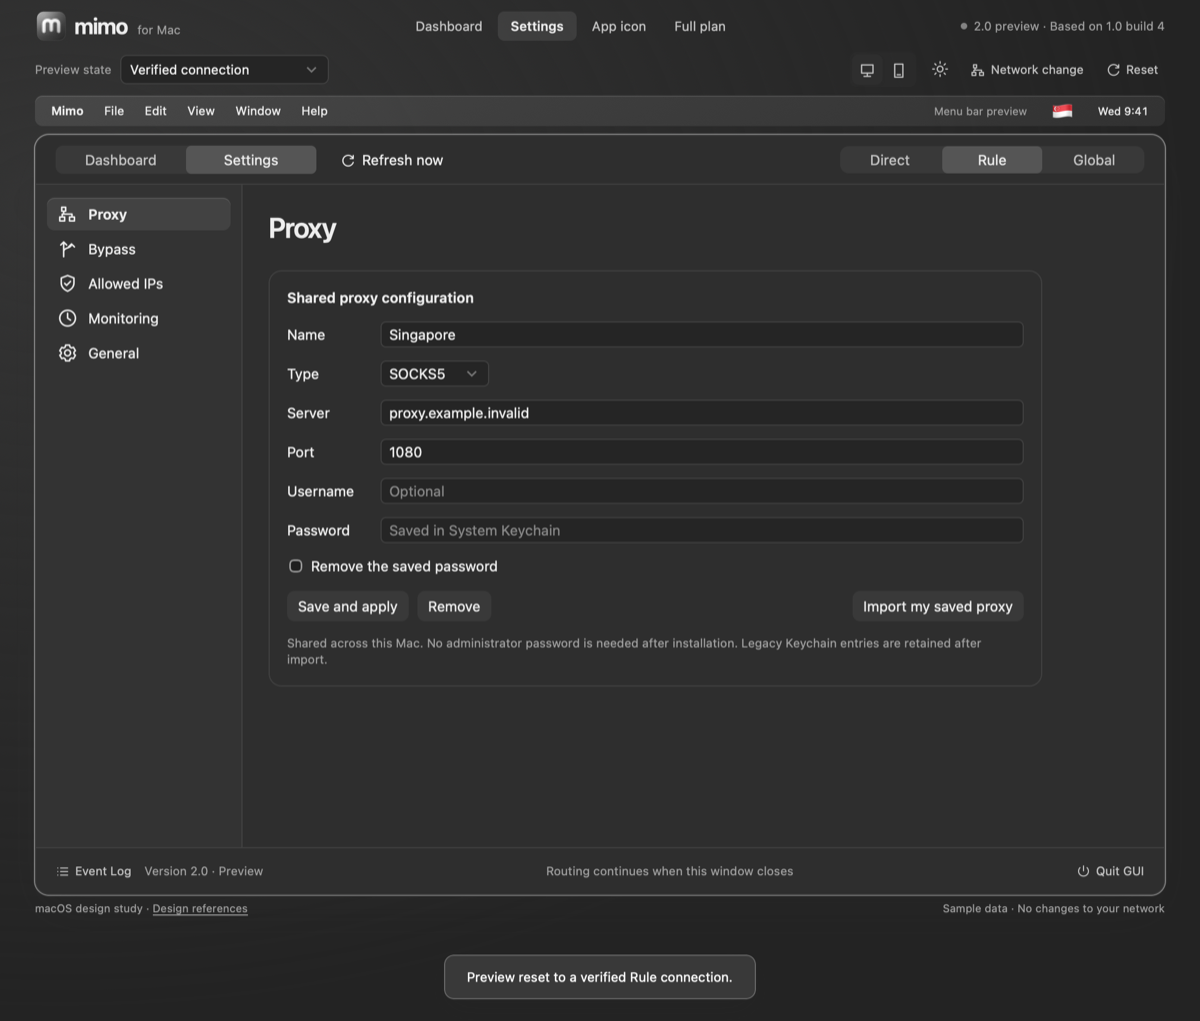 m mimo for Mac
Dashboard Settings App icon Full plan
2.0 preview · Based on 1.0 build 4
Preview state Verified connection
Network change Reset
Mimo File Edit View Window Help
Menu bar preview Wed 9:41
Dashboard Settings Refresh now
Direct Rule Global
Proxy
Bypass
Allowed IPs
Monitoring
General
Proxy
Shared proxy configuration
Name Singapore
Type SOCKS5
Server proxy.example.invalid
Port 1080
Username Optional
Password Saved in System Keychain
Remove the saved password
Save and apply Remove Import my saved proxy
Shared across this Mac. No administrator password is needed after installation. Legacy Keychain entries are retained after
import.
Event Log Version 2.0 · Preview
Routing continues when this window closes
Quit GUI
macOS design study · Design references
Sample data · No changes to your network
Preview reset to a verified Rule connection.